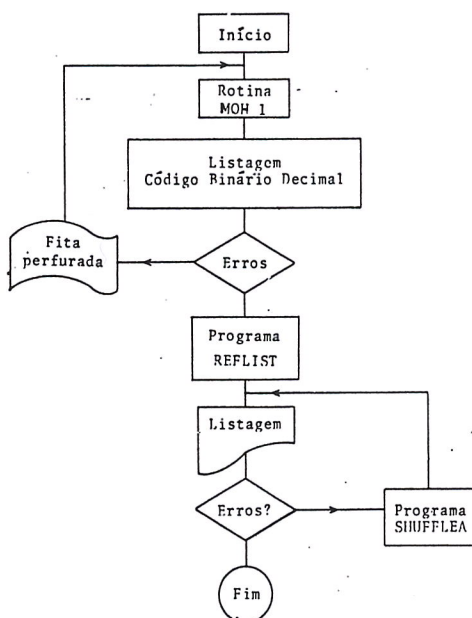 Início
Rotina
MOH 1
Listagem
Código Binário Decimal
Fita
perfurada
Erros
Programa
REFLIST
Listagem
Erros?
Programa
SHUFFLEA
Fim